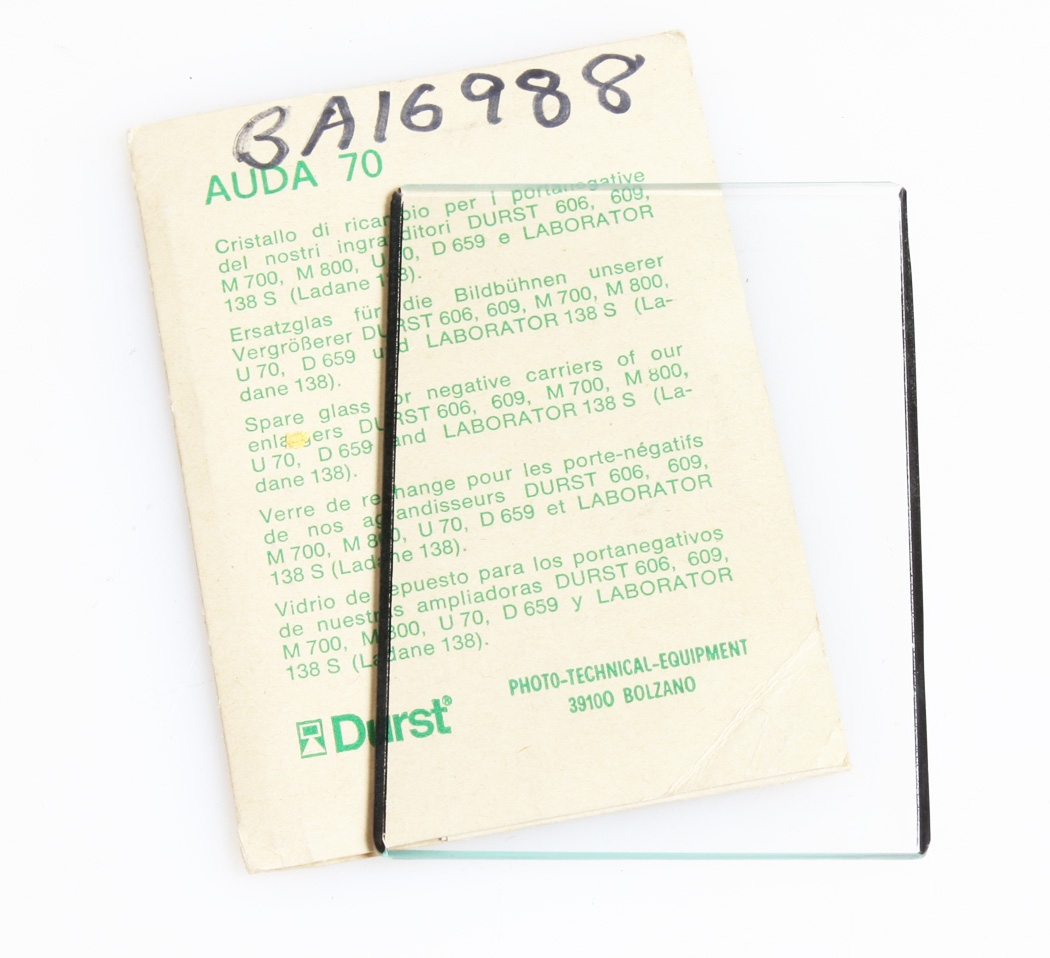 BA16988
AUDA 70
Cristallo di ricambio per i portanegative
del nostri ingranditori DURST 606, 609,
M 700, M 800, U 70, D 659 e LABORATOR
138 S (Ladane 138).
Ersatzglas für die Bildbühnen unserer
Vergrößerer DURST 606, 609, M 700, M 800,
U 70, D 659 und LABORATOR 138 S (La-
dane 138).
Spare glass for negative carriers of our
enlargers DURST 606, 609, M 700, M 800,
U 70, D 659 and LABORATOR 138 S (La-
dane 138).
Verre de rechange pour les porte-négatifs
de nos agrandisseurs DURST 606, 609,
M 700, M 800, U 70, D 659 et LABORATOR
138 S (Ladane 138).
Vidrio de repuesto para los portanegativos
de nuestras ampliadoras DURST 606, 609,
M 700, M 800, U 70, D 659 y LABORATOR
138 S (Ladane 138).
Durst®
PHOTO-TECHNICAL-EQUIPMENT
39100 BOLZANO